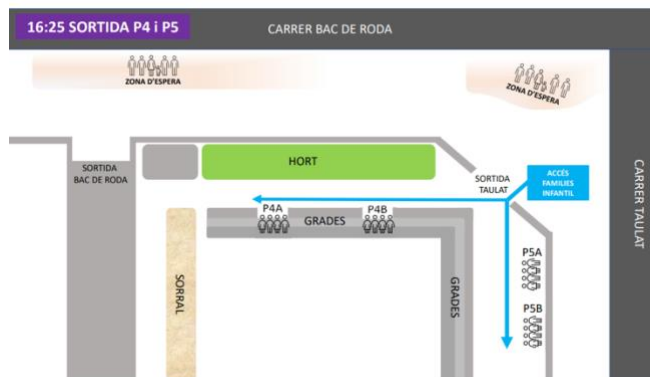 16:25 SORTIDA P4 i P5
CARRER BAC DE RODA
ZONA D'ESPERA
ZONA D'ESPERA
SORTIDA
BAC DE RODA
HORT
SORTIDA
TAULAT
ACCÉS
FAMILIES
INFANTIL
CARRER TAULAT
P4A
GRADES
P4B
P5A
P5B
SORRAL
GRADES